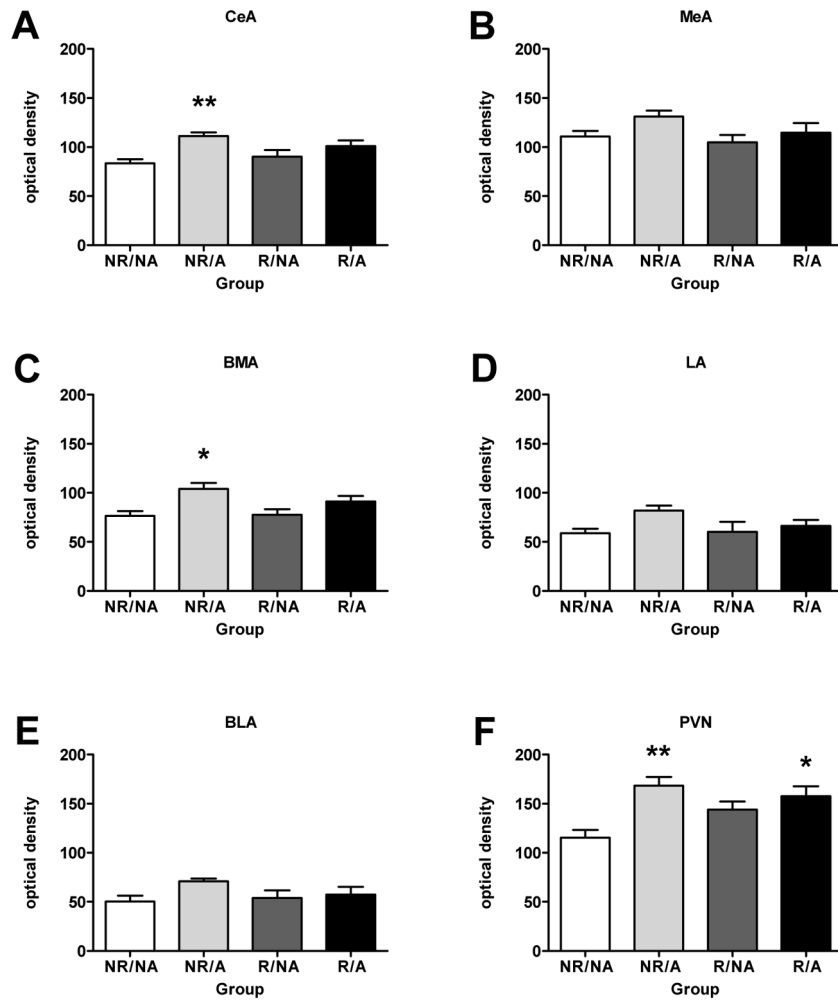 A
CeA
optical density
200
150
100
50
0
**
NR/NA NR/A R/NA R/A
Group
B
MeA
optical density
200
150
100
50
0
NR/NA NR/A R/NA R/A
Group
C
BMA
optical density
200
150
100
50
0
*
NR/NA NR/A R/NA R/A
Group
D
LA
optical density
200
150
100
50
0
NR/NA NR/A R/NA R/A
Group
E
BLA
optical density
200
150
100
50
0
NR/NA NR/A R/NA R/A
Group
F
PVN
optical density
200
150
100
50
0
** *
NR/NA NR/A R/NA R/A
Group